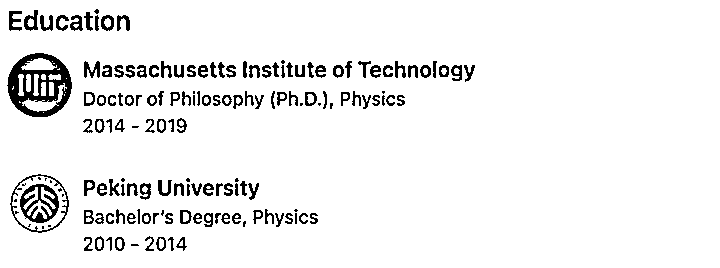 Education
Massachusetts Institute of Technology
Doctor of Philosophy (Ph.D.), Physics
2014 - 2019
Peking University
Bachelor's Degree, Physics
2010 - 2014